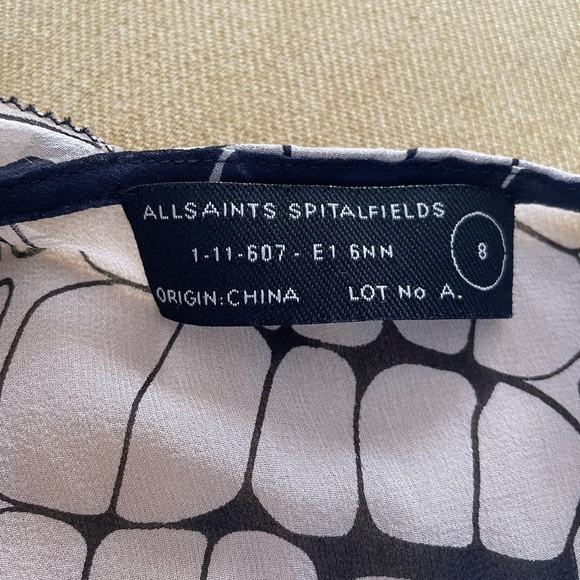 ALLSAINTS SPITALFIELDS
1-11-607 - E1 6NN
8
ORIGIN: CHINA LOT No A.